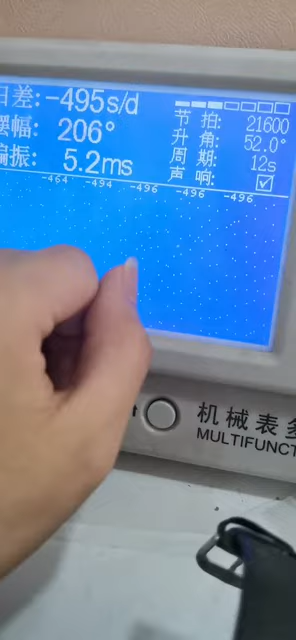 日差: -495s/d
摆幅: 206°
偏振: 5.2ms
节 拍: 21600
升 角: 52.0°
周 期: 12s
声 响: ☑
-464 -494 -496 -496 -496
机械表多
MULTIFUNCT